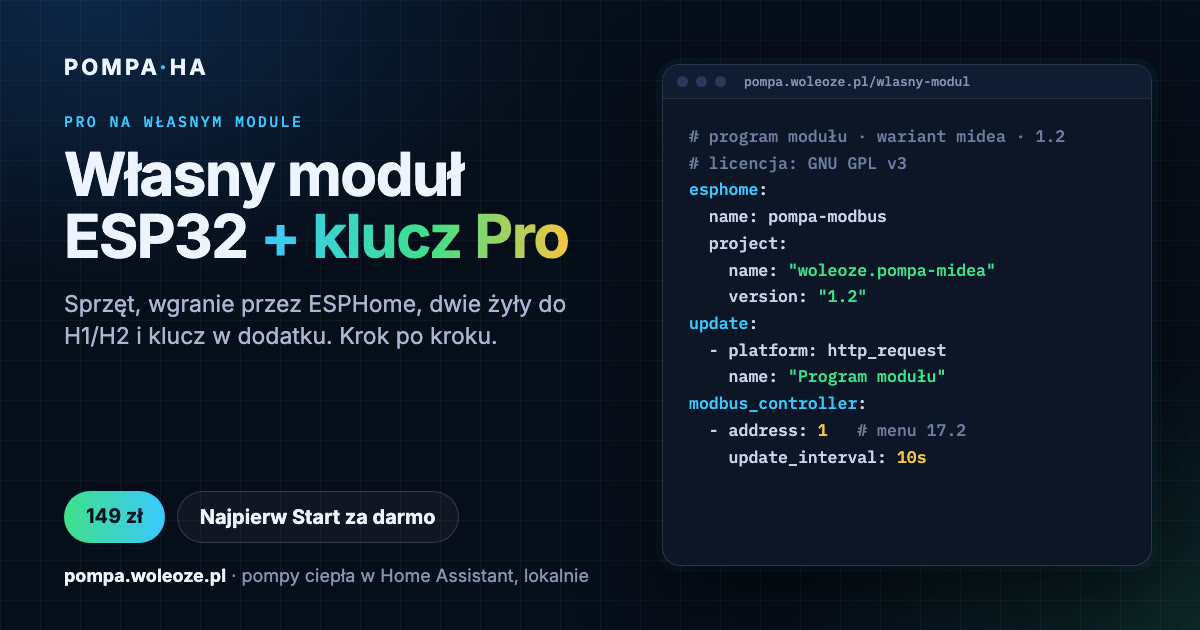 POMPA·HA
PRO NA WŁASNYM MODULE
Własny moduł
ESP32 + klucz Pro
Sprzęt, wgranie przez ESPHome, dwie żyły do
H1/H2 i klucz w dodatku. Krok po kroku.
149 zł
Najpierw Start za darmo
pompa.woleoze.pl · pompy ciepła w Home Assistant, lokalnie
pompa.woleoze.pl/wlasny-modul
# program modułu · wariant midea · 1.2
# licencja: GNU GPL v3
esphome:
  name: pompa-modbus
  project:
    name: "woleoze.pompa-midea"
    version: "1.2"
update:
  - platform: http_request
    name: "Program modułu"
modbus_controller:
  - address: 1   # menu 17.2
    update_interval: 10s